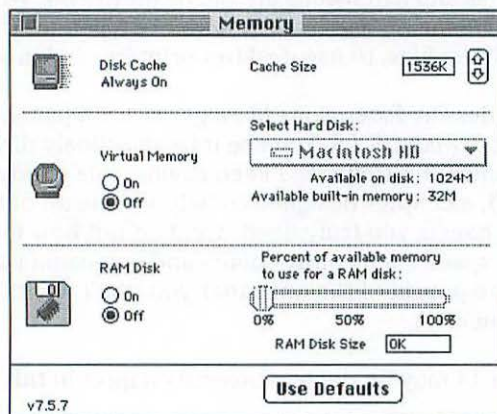 Memory
Disk Cache
Always On
Cache Size
1536K
Select Hard Disk:
Macintosh HD
Virtual Memory
On
Off
Available on disk: 1024M
Available built-in memory: 32M
RAM Disk
On
Off
Percent of available memory
to use for a RAM disk:
0% 50% 100%
RAM Disk Size 0K
Use Defaults
v7.5.7